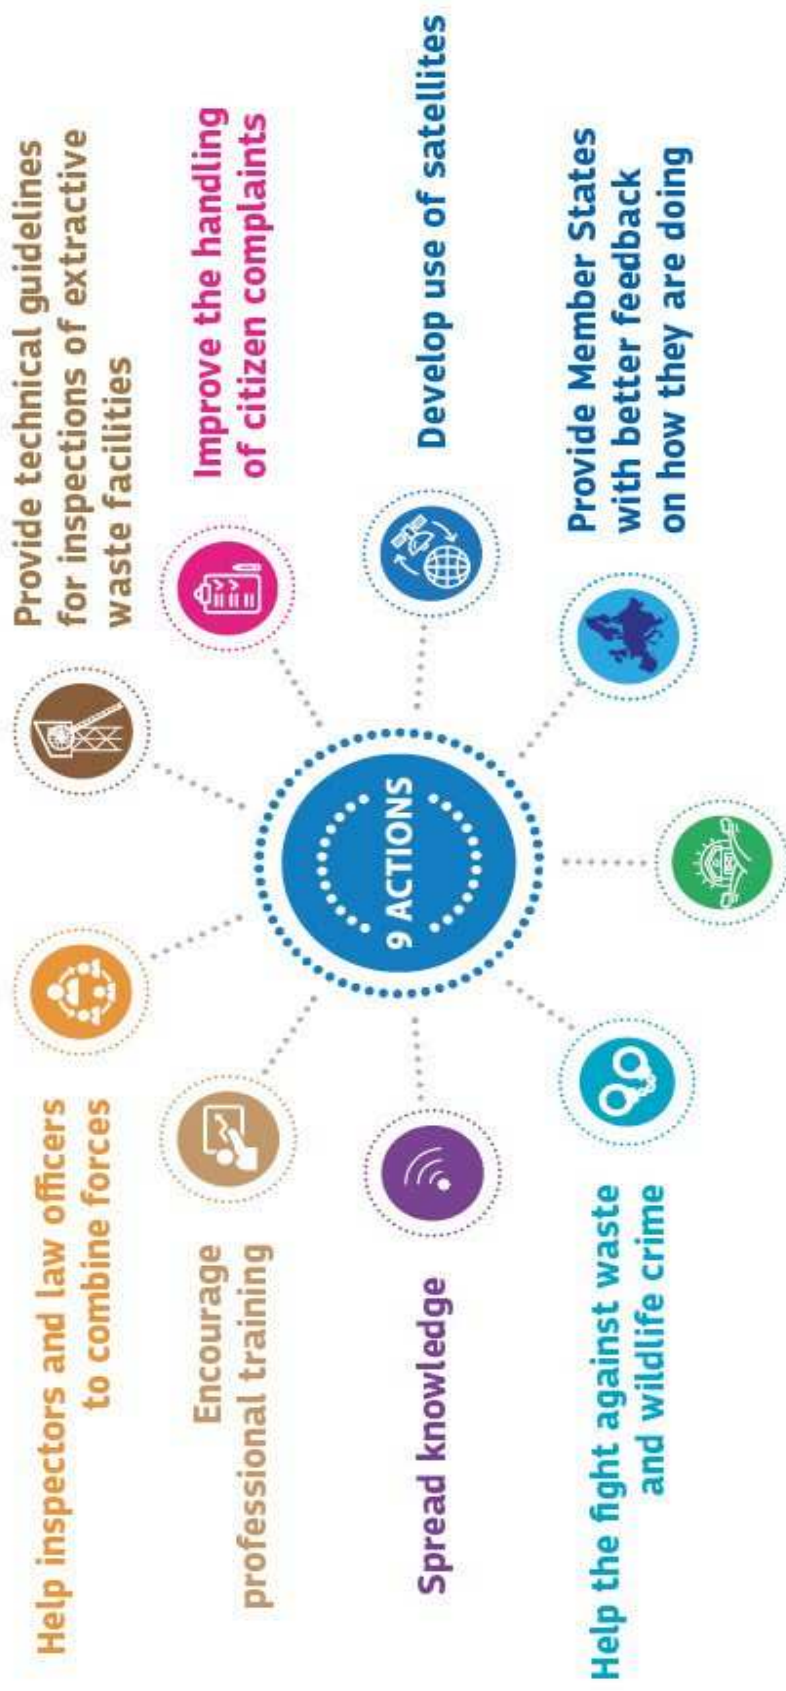 Help inspectors and law officers
to combine forces
Provide technical guidelines
for inspections of extractive
waste facilities
Encourage
professional training
Improve the handling
of citizen complaints
Spread knowledge
9 ACTIONS
Develop use of satellites
Help the fight against waste
and wildlife crime
Provide Member States
with better feedback
on how they are doing